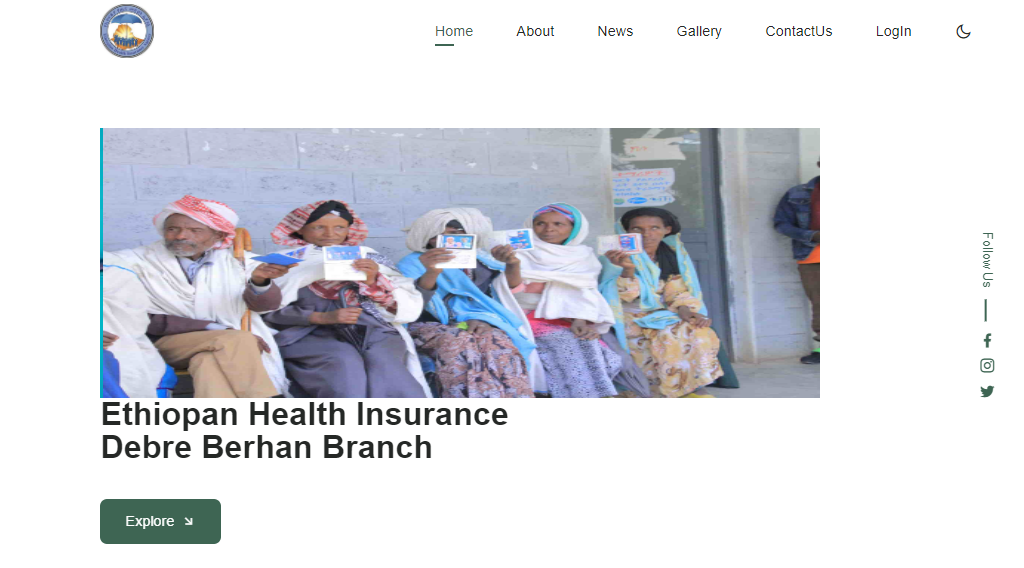 Home
About
News
Gallery
ContactUs
LogIn
Follow Us
Ethiopan Health Insurance
Debre Berhan Branch
Explore